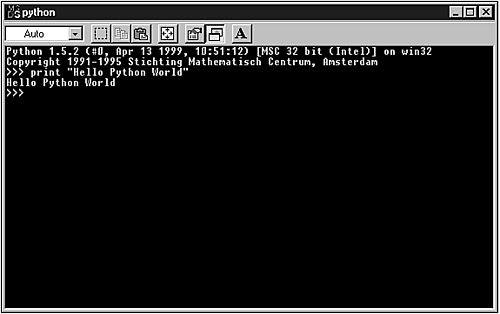 python
Auto
A
Python 1.5.2 (#0, Apr 13 1999, 10:51:12) [MSC 32 bit (Intel)] on win32
Copyright 1991-1995 Stichting Mathematisch Centrum, Amsterdam
>>> print "Hello Python World"
Hello Python World
>>>